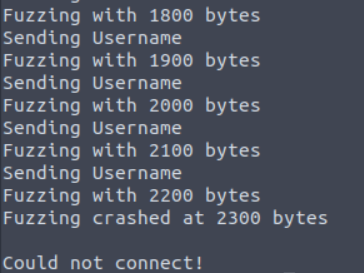 Fuzzing with 1800 bytes
Sending Username
Fuzzing with 1900 bytes
Sending Username
Fuzzing with 2000 bytes
Sending Username
Fuzzing with 2100 bytes
Sending Username
Fuzzing with 2200 bytes
Fuzzing crashed at 2300 bytes
Could not connect!